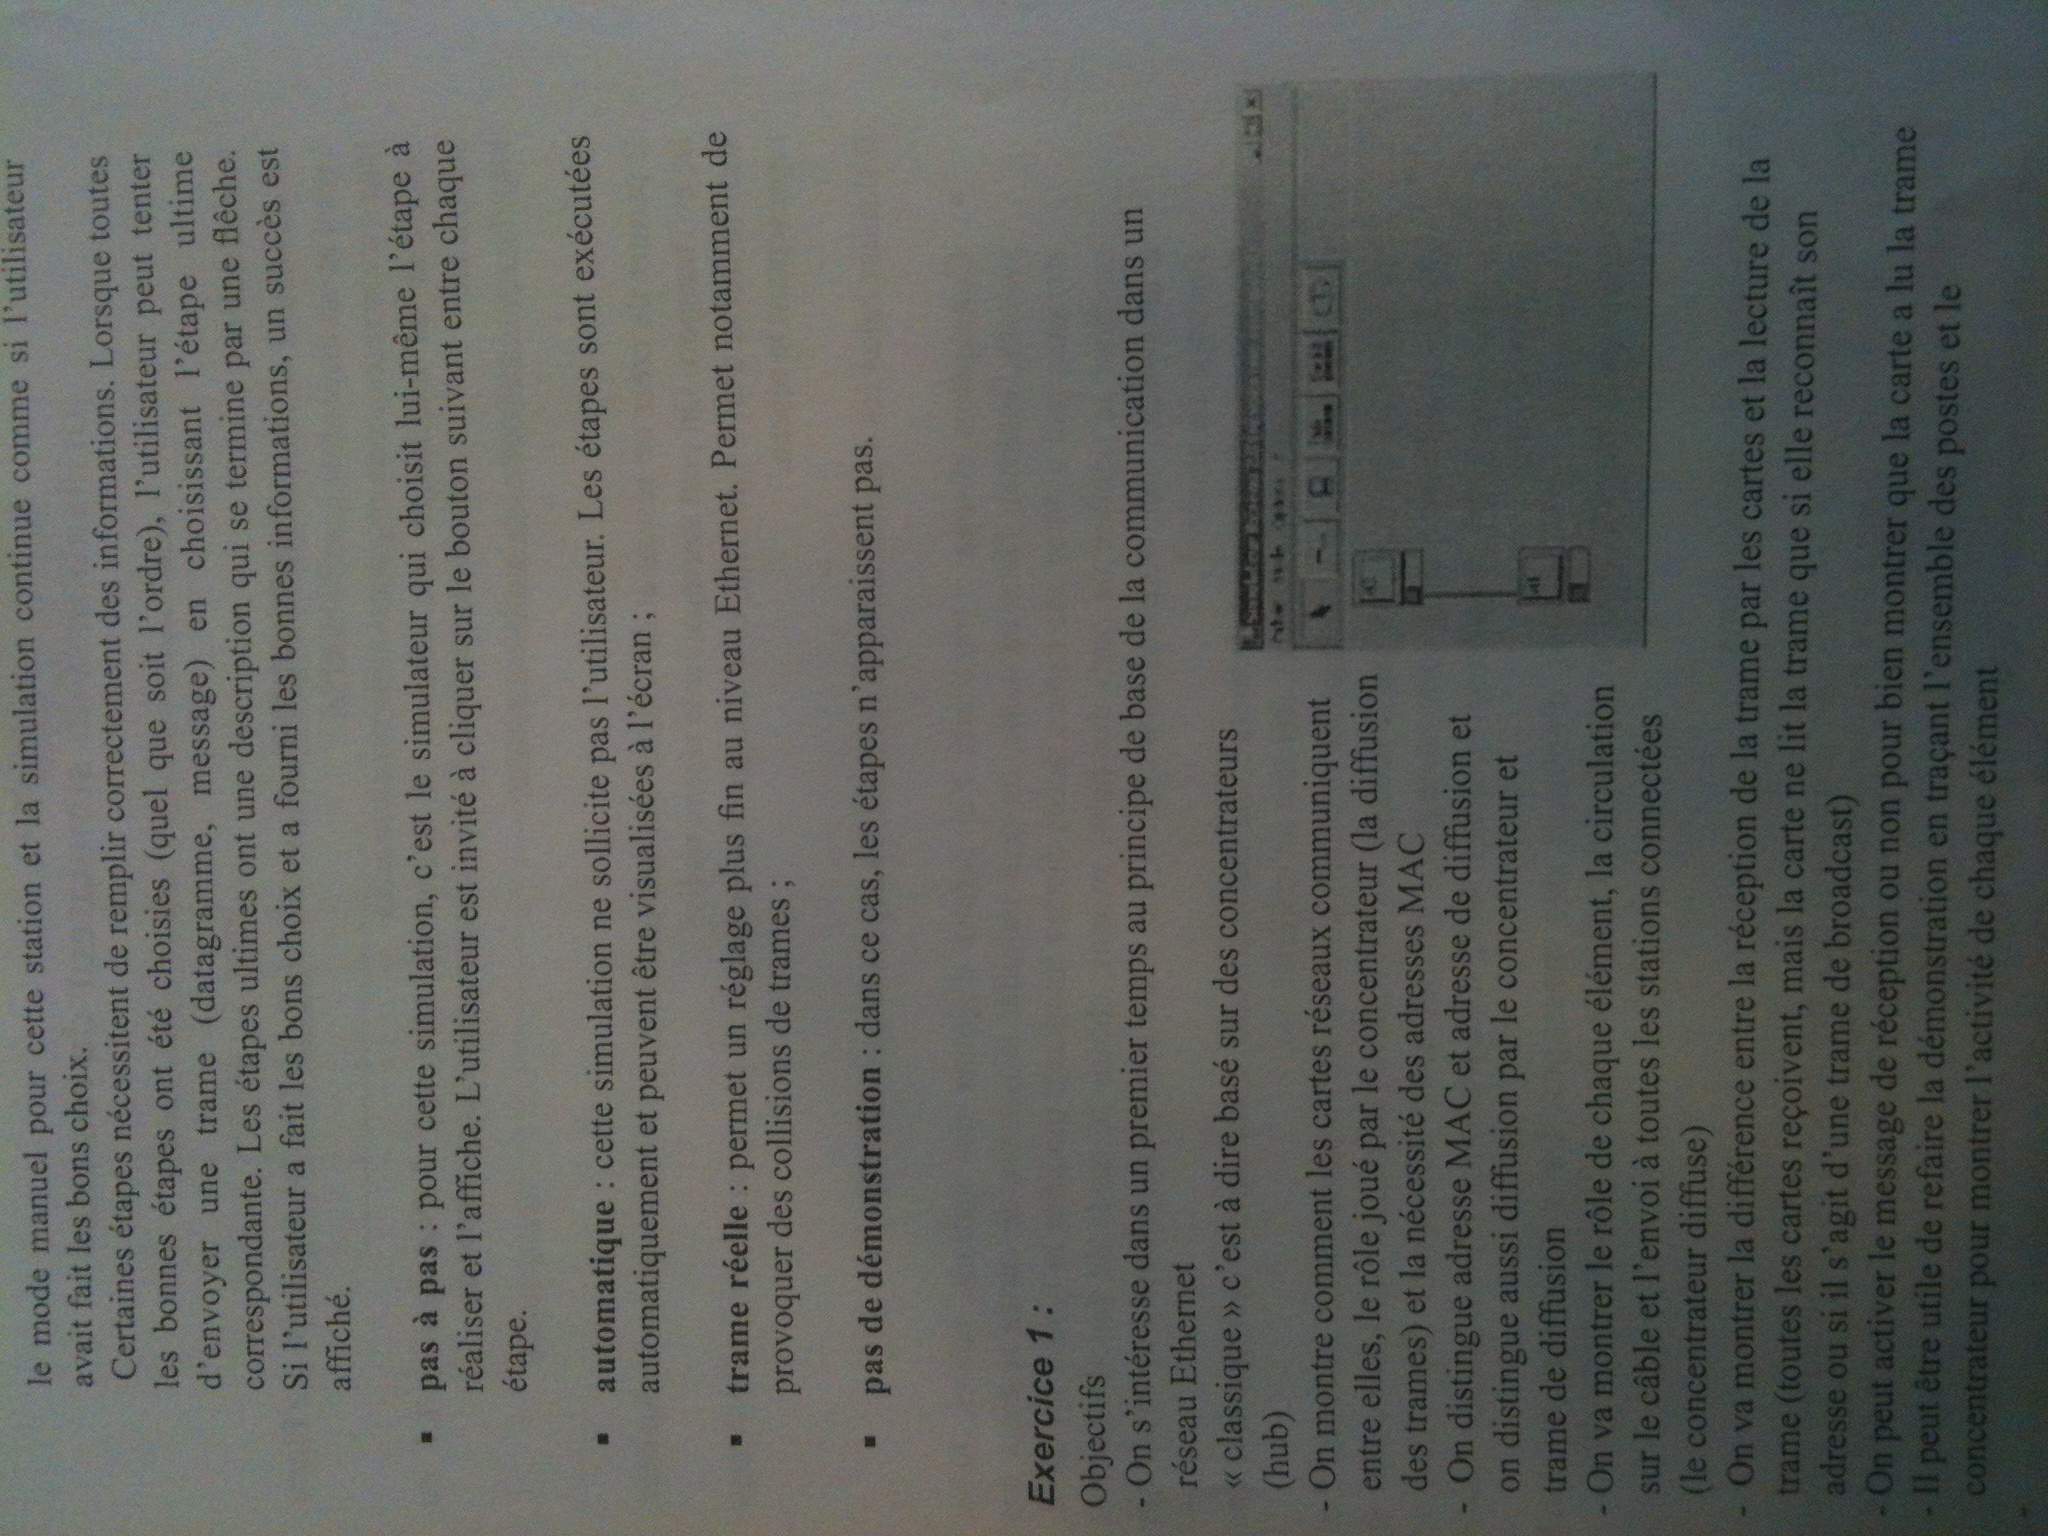 le mode manuel pour cette station et la simulation continue comme si l'utilisateur
avait fait les bons choix.
Certaines étapes nécessitent de remplir correctement des informations. Lorsque toutes
les bonnes étapes ont été choisies (quel que soit l'ordre), l'utilisateur peut tenter
d'envoyer une trame (datagramme, message) en choisissant l'étape ultime
correspondante. Les étapes ultimes ont une description qui se termine par une flêche.
Si l'utilisateur a fait les bons choix et a fourni les bonnes informations, un succès est
affiché.
▪ pas à pas : pour cette simulation, c'est le simulateur qui choisit lui-même l'étape à
réaliser et l'affiche. L'utilisateur est invité à cliquer sur le bouton suivant entre chaque
étape.
▪ automatique : cette simulation ne sollicite pas l'utilisateur. Les étapes sont exécutées
automatiquement et peuvent être visualisées à l'écran ;
▪ trame réelle : permet un réglage plus fin au niveau Ethernet. Permet notamment de
provoquer des collisions de trames ;
▪ pas de démonstration : dans ce cas, les étapes n'apparaissent pas.
Exercice 1 :
Objectifs
- On s'intéresse dans un premier temps au principe de base de la communication dans un
réseau Ethernet
« classique » c'est à dire basé sur des concentrateurs
(hub)
- On montre comment les cartes réseaux communiquent
entre elles, le rôle joué par le concentrateur (la diffusion
des trames) et la nécessité des adresses MAC
- On distingue adresse MAC et adresse de diffusion et
on distingue aussi diffusion par le concentrateur et
trame de diffusion
- On va montrer le rôle de chaque élément, la circulation
sur le câble et l'envoi à toutes les stations connectées
(le concentrateur diffuse)
- On va montrer la différence entre la réception de la trame par les cartes et la lecture de la
trame (toutes les cartes reçoivent, mais la carte ne lit la trame que si elle reconnaît son
adresse ou si il s'agit d'une trame de broadcast)
- On peut activer le message de réception ou non pour bien montrer que la carte a lu la trame
- Il peut être utile de refaire la démonstration en traçant l'ensemble des postes et le
concentrateur pour montrer l'activité de chaque élément
-